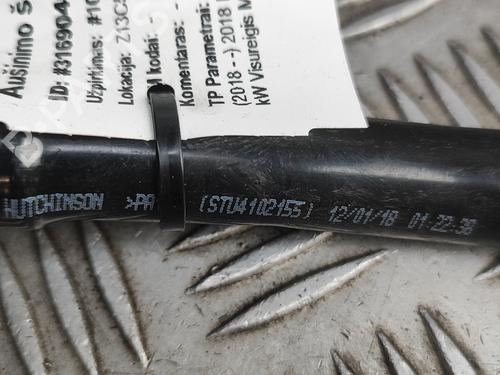 Aušinimo
ID: #316904
Užpirkimas:
Lokacija: Z13C
kodai: -
Komentaras: -
TP Parametrai:
(2018 - -) 2018
kW Visureigis
HUTCHINSON >PA (STU4102155) 12/01/18 01:22:38